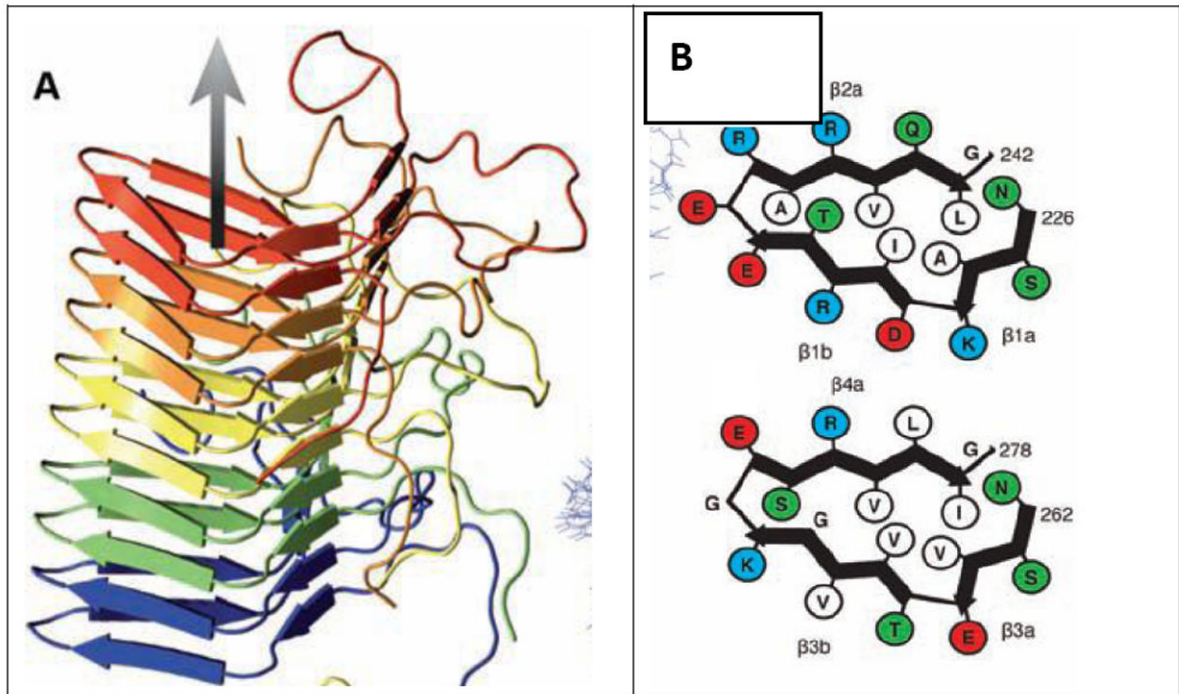 A
B
β2a
R R Q
G 242
N
E A T V L
226
I A
E S
R D K
β1b β1a
β4a
E R L
G 278
N
S V I
262
G G V V
K S
V T E
β3b β3a